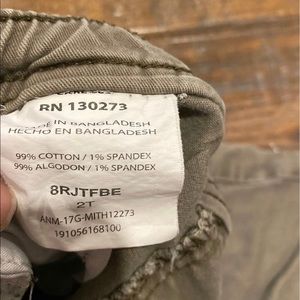 RN 130273
MADE IN BANGLADESH
HECHO EN BANGLADESH
99% COTTON / 1% SPANDEX
99% ALGODON / 1% SPANDEX
8RJTFBE
2T
ANM-17G-MITH12273
191056168100